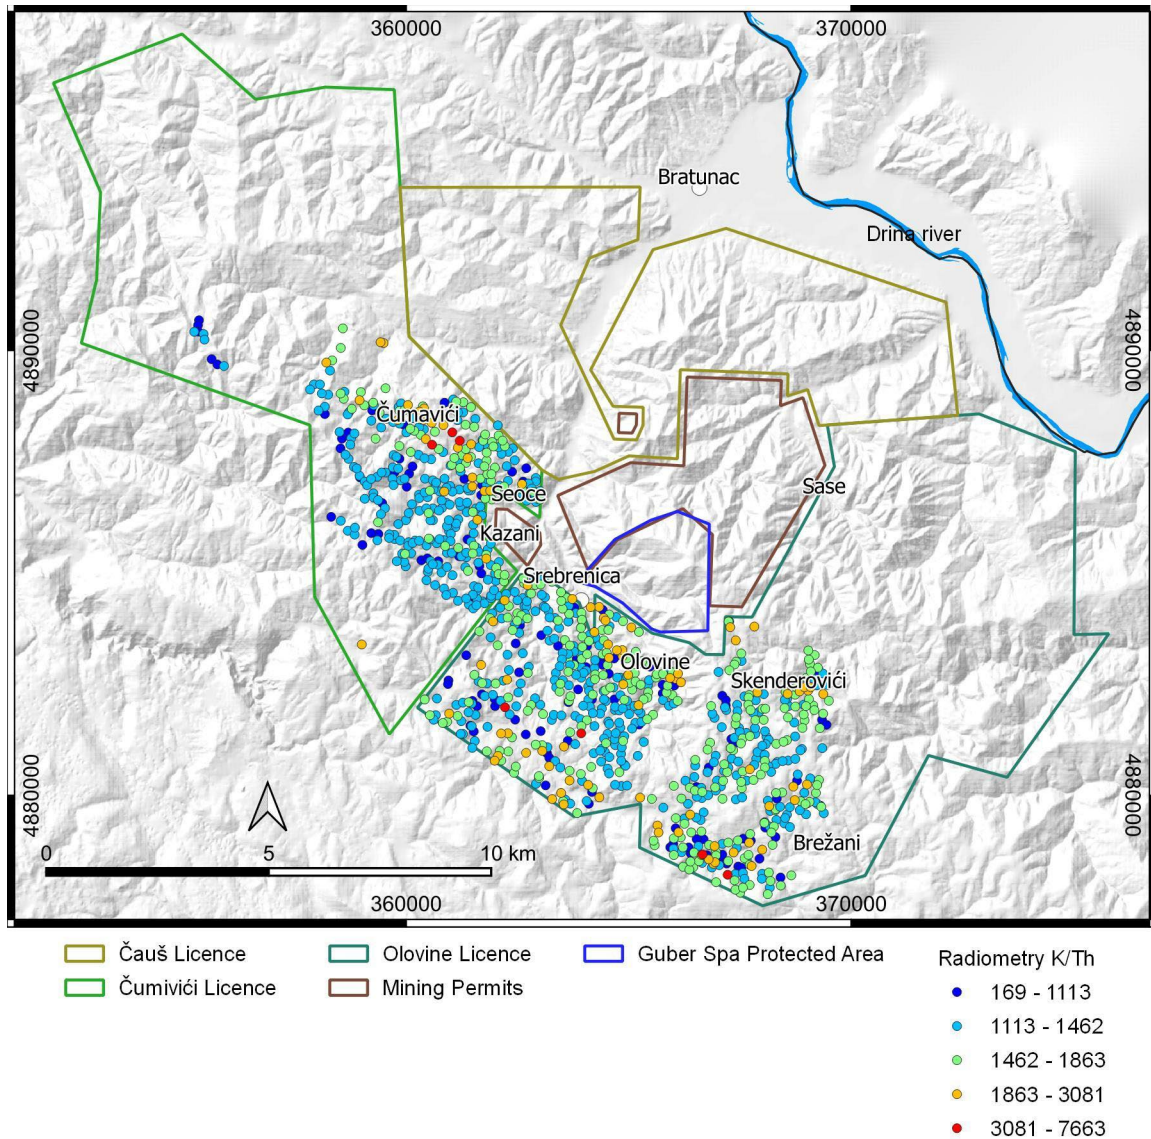 360000
370000
Bratunac
Drina river
4890000
4890000
Čumavići
Seoce
Sase
Kazani
Srebrenica
Olovine
Skenderovići
4880000
4880000
Brežani
0
5
10 km
360000
370000
Čauš Licence
Olovine Licence
Guber Spa Protected Area
Čumivići Licence
Mining Permits
Radiometry K/Th
169 - 1113
1113 - 1462
1462 - 1863
1863 - 3081
3081 - 7663